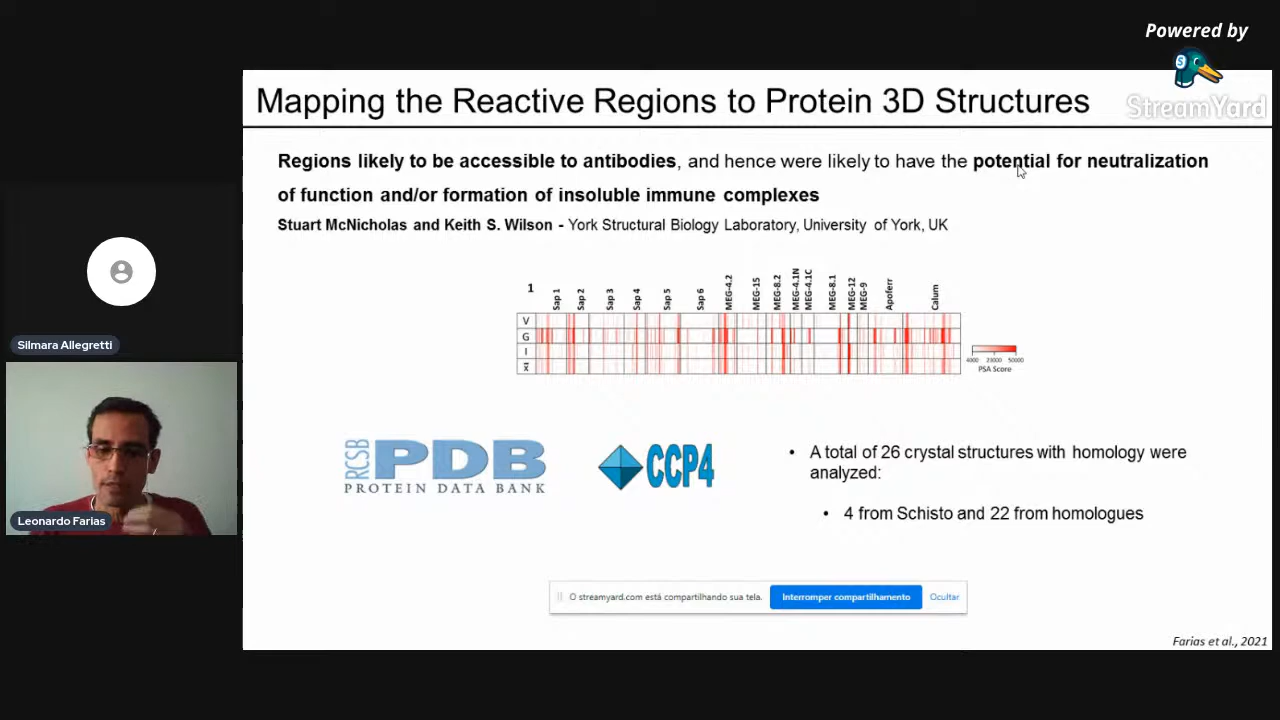 Powered by
StreamYard
Mapping the Reactive Regions to Protein 3D Structures
Regions likely to be accessible to antibodies, and hence were likely to have the potential for neutralization
of function and/or formation of insoluble immune complexes
Stuart McNicholas and Keith S. Wilson - York Structural Biology Laboratory, University of York, UK
1 Sap 1 Sap 2 Sap 3 Sap 4 Sap 5 Sap 6 MEG-4.2 MEG-15 MEG-8.2 MEG-4.1N MEG-4.1C MEG-8.1 MEG-12 MEG-9 Apoferr Calum
V
G
I
4000 23000 50000
PSA Score
RCSB PDB
PROTEIN DATA BANK
CCP4
• A total of 26 crystal structures with homology were
analyzed:
• 4 from Schisto and 22 from homologues
Silmara Allegretti
Leonardo Farias
O streamyard.com está compartilhando sua tela. Interromper compartilhamento Ocultar
Farias et al., 2021